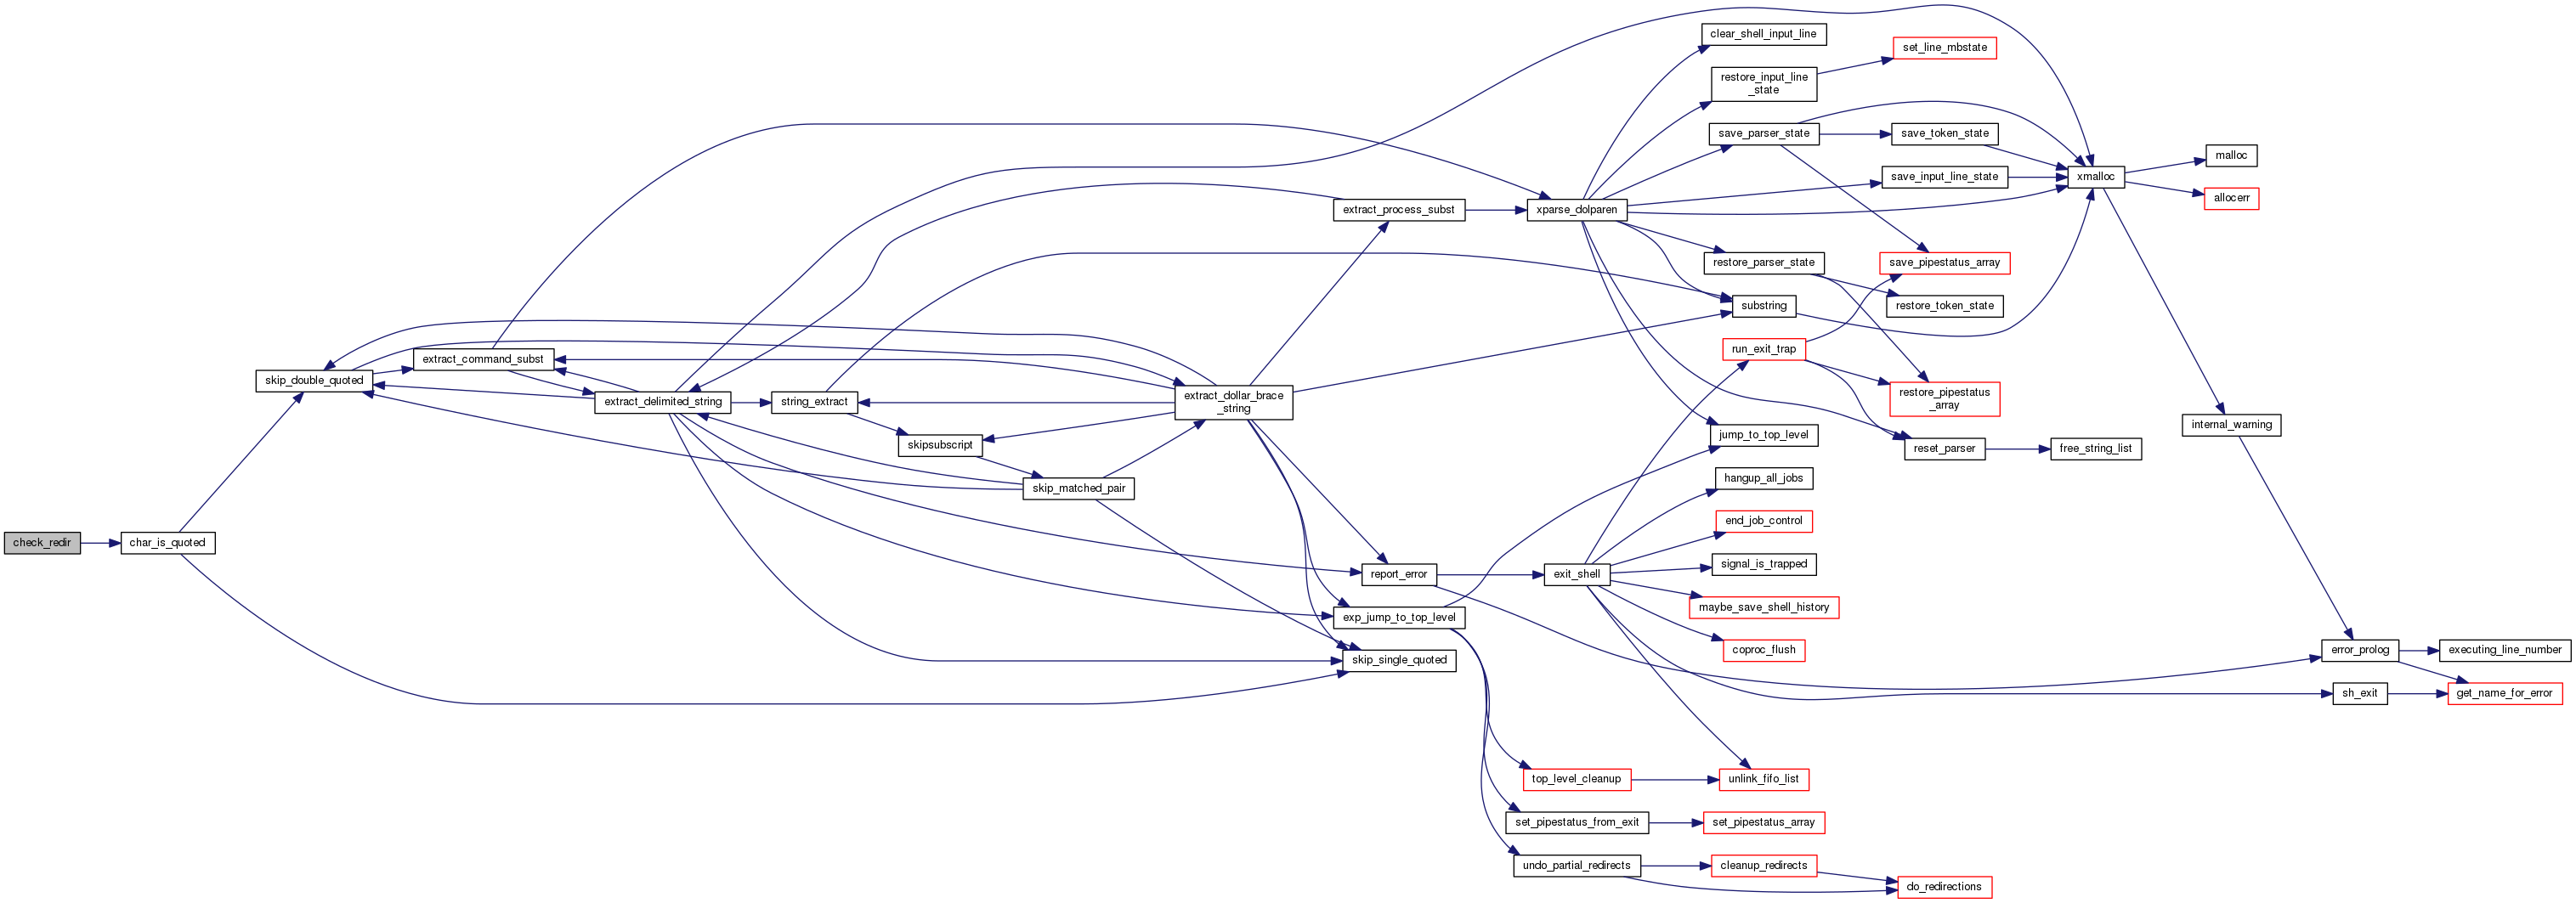 check_redir
char_is_quoted
skip_double_quoted
extract_command_subst
extract_delimited_string
string_extract
skipsubscript
skip_matched_pair
extract_dollar_brace
_string
extract_process_subst
report_error
exp_jump_to_top_level
skip_single_quoted
xparse_dolparen
exit_shell
top_level_cleanup
set_pipestatus_from_exit
undo_partial_redirects
clear_shell_input_line
restore_input_line
_state
save_parser_state
restore_parser_state
substring
run_exit_trap
jump_to_top_level
hangup_all_jobs
end_job_control
signal_is_trapped
maybe_save_shell_history
coproc_flush
unlink_fifo_list
set_pipestatus_array
cleanup_redirects
set_line_mbstate
save_token_state
save_input_line_state
save_pipestatus_array
restore_token_state
restore_pipestatus
_array
reset_parser
do_redirections
xmalloc
free_string_list
malloc
allocerr
internal_warning
error_prolog
sh_exit
executing_line_number
get_name_for_error